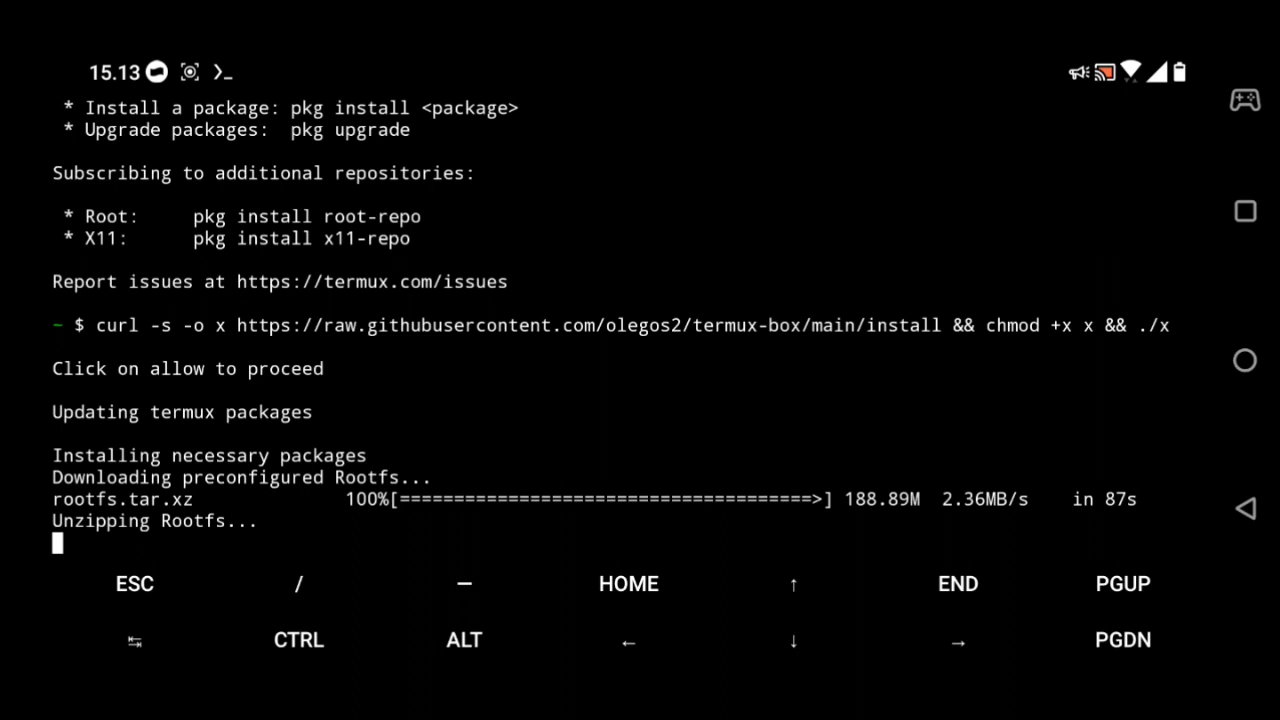 15.13
* Install a package: pkg install <package>
* Upgrade packages:  pkg upgrade
Subscribing to additional repositories:
* Root:     pkg install root-repo
* X11:      pkg install x11-repo
Report issues at https://termux.com/issues
~ $ curl -s -o x https://raw.githubusercontent.com/olegos2/termux-box/main/install && chmod +x x && ./x
Click on allow to proceed
Updating termux packages
Installing necessary packages
Downloading preconfigured Rootfs...
rootfs.tar.xz              100%[======================================>] 188.89M  2.36MB/s    in 87s
Unzipping Rootfs...
ESC / — HOME ↑ END PGUP
↹ CTRL ALT ← ↓ → PGDN